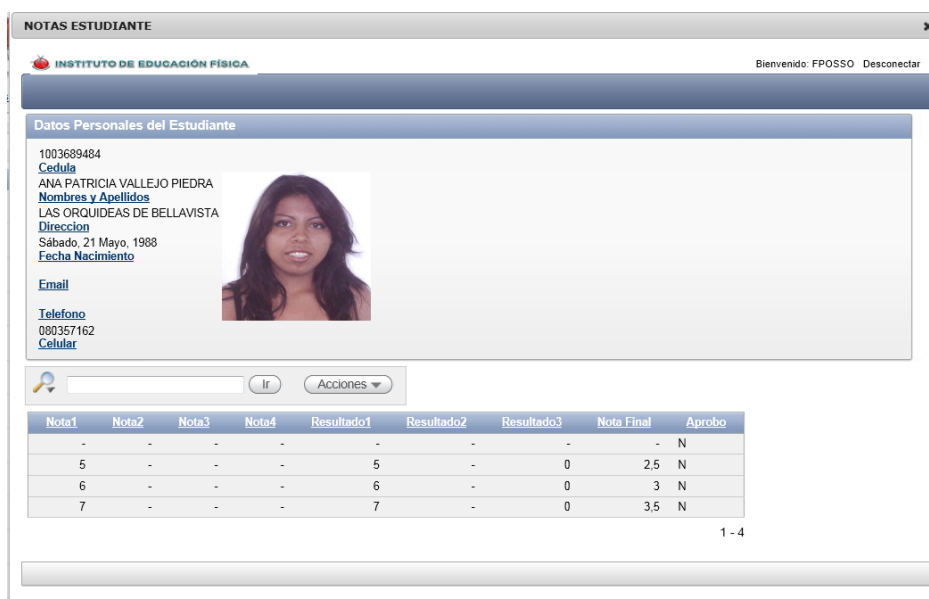 NOTAS ESTUDIANTE
INSTITUTO DE EDUCACIÓN FÍSICA
Bienvenido: FPOSSO Desconectar
Datos Personales del Estudiante
1003689484
Cedula
ANA PATRICIA VALLEJO PIEDRA
Nombres y Apellidos
LAS ORQUIDEAS DE BELLAVISTA
Direccion
Sábado, 21 Mayo, 1988
Fecha Nacimiento
Email
Telefono
080357162
Celular
Ir Acciones
Nota1 Nota2 Nota3 Nota4 Resultado1 Resultado2 Resultado3 Nota Final Aprobo
- - - - - - - - N
5 - - - 5 - 0 2,5 N
6 - - - 6 - 0 3 N
7 - - - 7 - 0 3,5 N
1 - 4